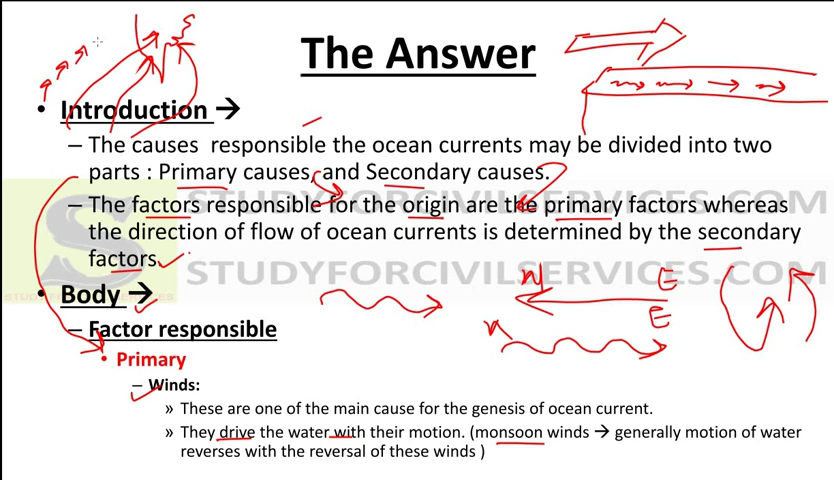 The Answer
• Introduction →
– The causes responsible the ocean currents may be divided into two
parts : Primary causes, and Secondary causes.
– The factors responsible for the origin are the primary factors whereas
the direction of flow of ocean currents is determined by the secondary
factors.
STUDYFORCIVILSERVICES.COM
STUDYFORCIVILSERVICES.COM
• Body →
– Factor responsible
• Primary
– Winds:
» These are one of the main cause for the genesis of ocean current.
» They drive the water with their motion. (monsoon winds → generally motion of water
reverses with the reversal of these winds )
E
E